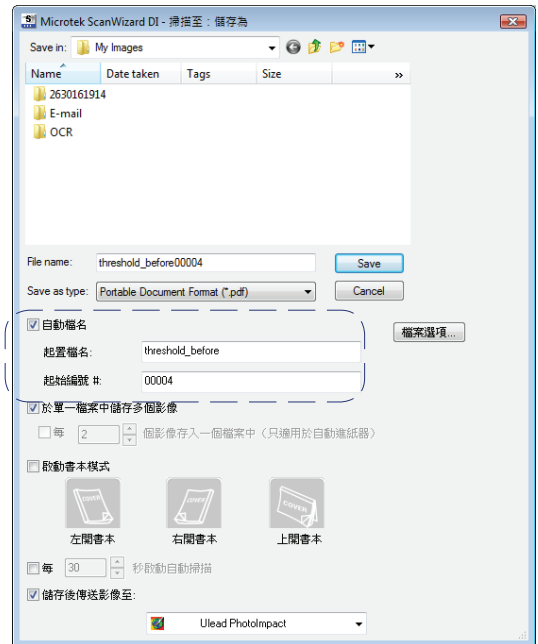 Microtek ScanWizard DI - 掃描至：儲存為
Save in: My Images
Name Date taken Tags Size »
2630161914
E-mail
OCR
File name: threshold_before00004 Save
Save as type: Portable Document Format (*.pdf) Cancel
自動檔名 檔案選項...
起置檔名: threshold_before
起始編號 #: 00004
於單一檔案中儲存多個影像
每 2 個影像存入一個檔案中（只適用於自動進紙器）
啟動書本模式
COVER COVER COVER
左開書本 右開書本 上開書本
每 30 秒啟動自動掃描
儲存後傳送影像至:
Ulead PhotoImpact